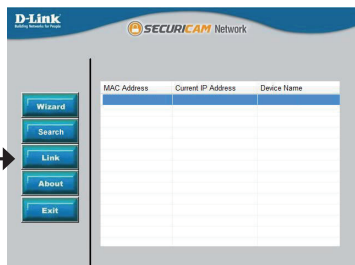 D-Link
Building Networks for People
SECURICAM Network
MAC Address Current IP Address Device Name
Wizard
Search
Link
About
Exit